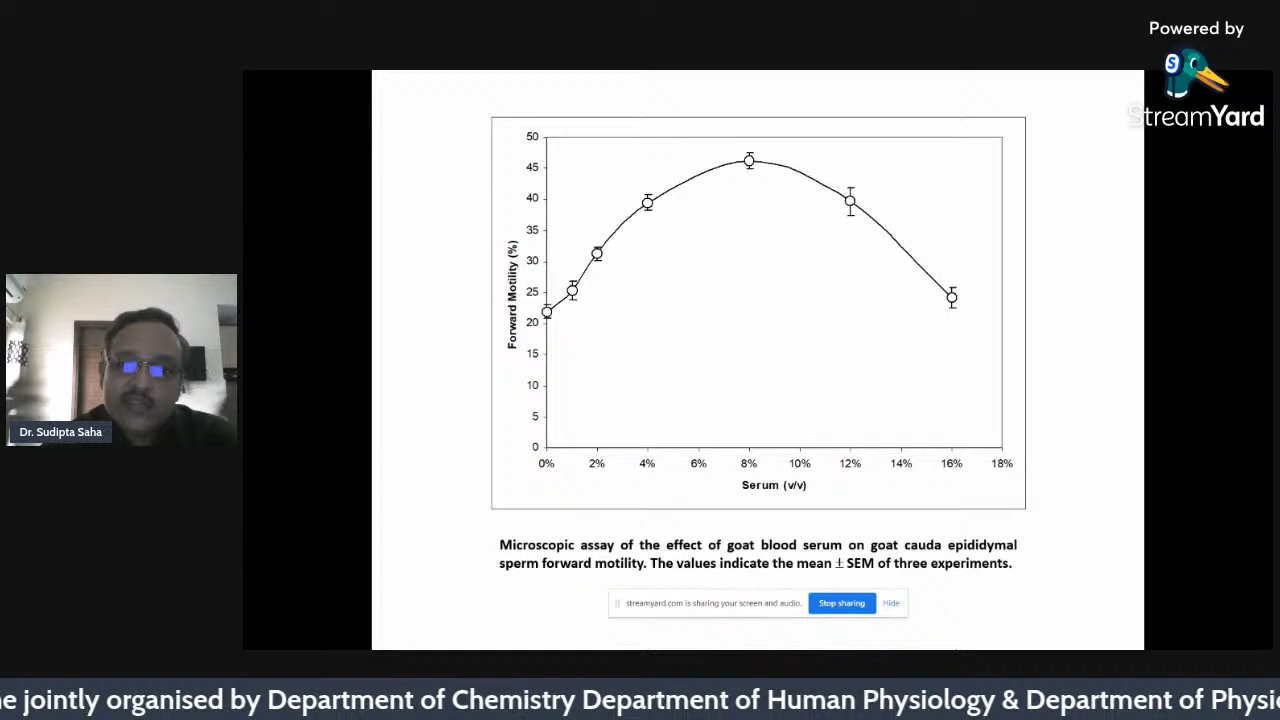 Powered by
StreamYard
50
45
40
35
30
25
20
15
10
5
0
Forward Motility (%)
0% 2% 4% 6% 8% 10% 12% 14% 16% 18%
Serum (v/v)
Microscopic assay of the effect of goat blood serum on goat cauda epididymal
sperm forward motility. The values indicate the mean ± SEM of three experiments.
streamyard.com is sharing your screen and audio. Stop sharing Hide
Dr. Sudipta Saha
jointly organised by Department of Chemistry Department of Human Physiology & Department of